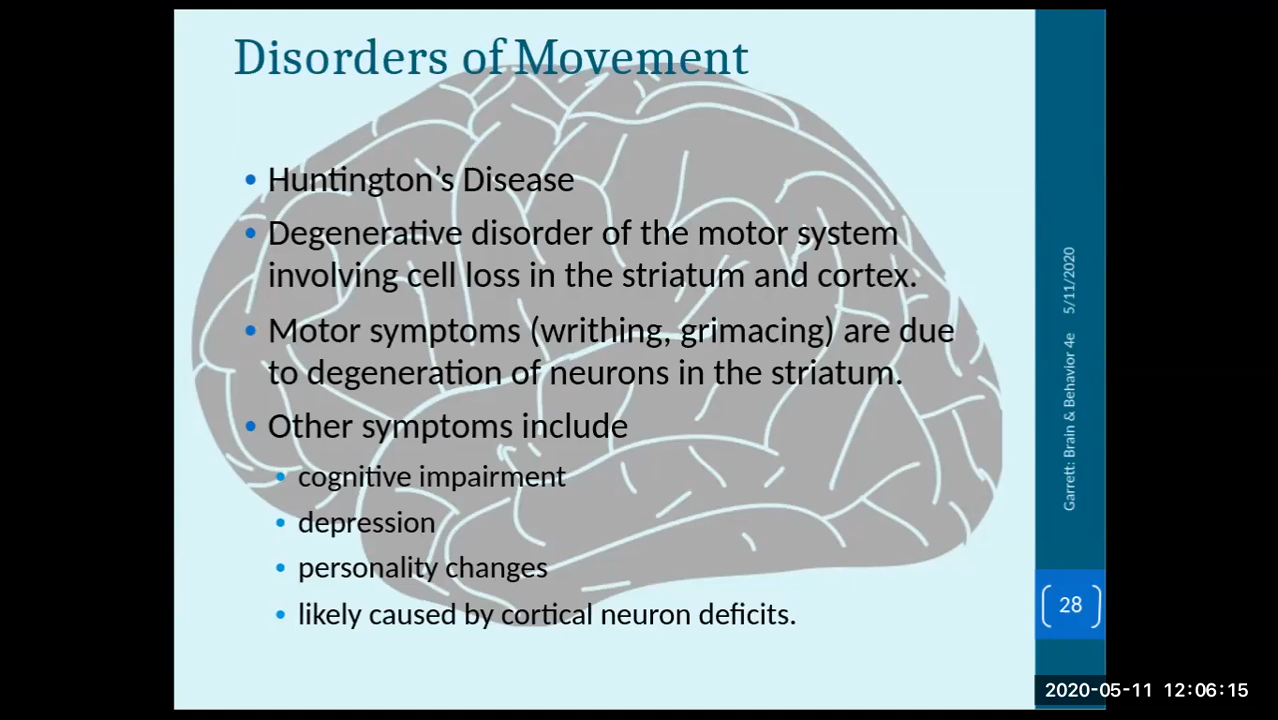 Disorders of Movement
• Huntington’s Disease
• Degenerative disorder of the motor system
involving cell loss in the striatum and cortex.
• Motor symptoms (writhing, grimacing) are due
to degeneration of neurons in the striatum.
• Other symptoms include
• cognitive impairment
• depression
• personality changes
• likely caused by cortical neuron deficits.
Garrett: Brain & Behavior 4e 5/11/2020
28
2020-05-11 12:06:15